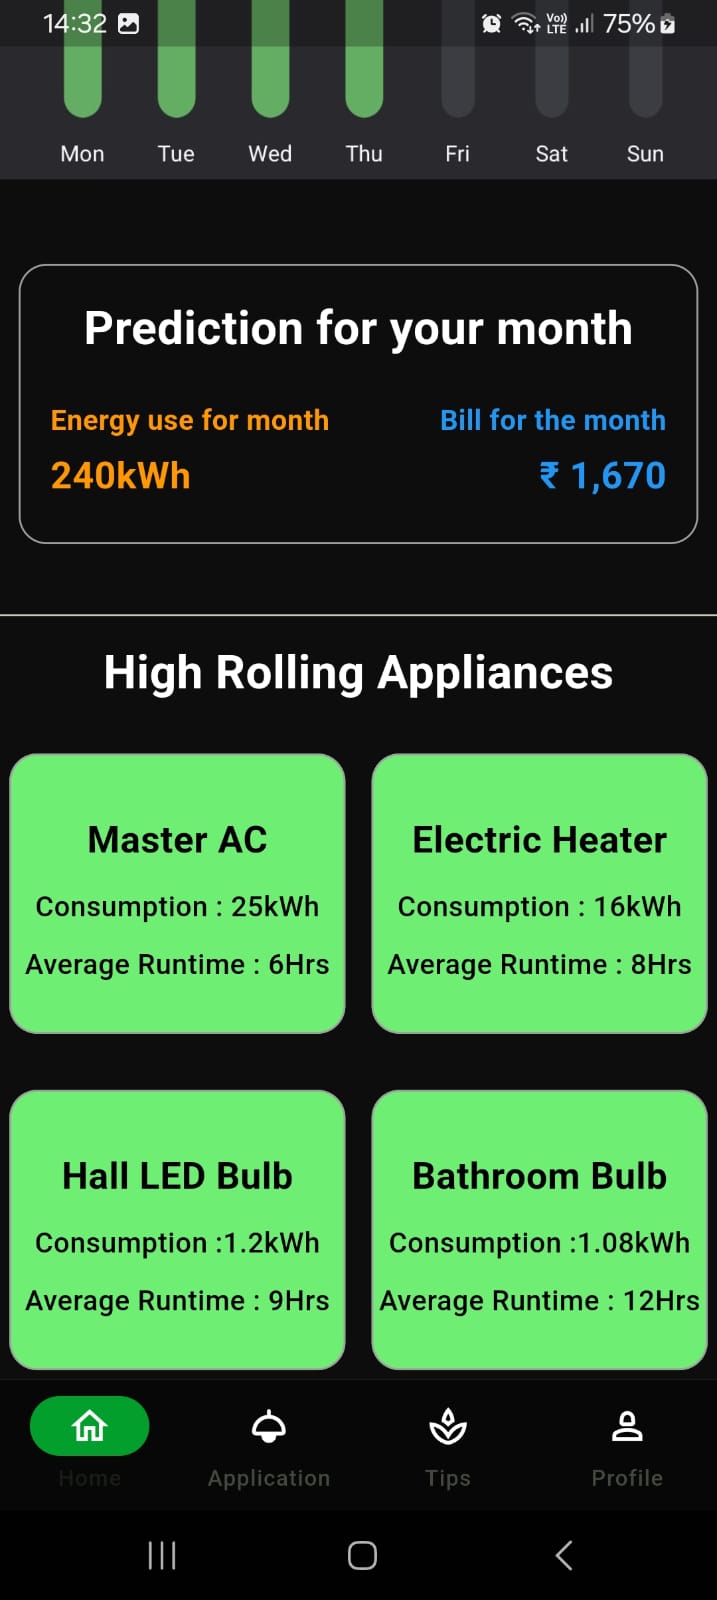 14:32 Vo)) LTE 75%
Mon Tue Wed Thu Fri Sat Sun
Prediction for your month
Energy use for month Bill for the month
240kWh ₹ 1,670
High Rolling Appliances
Master AC Electric Heater
Consumption : 25kWh Consumption : 16kWh
Average Runtime : 6Hrs Average Runtime : 8Hrs
Hall LED Bulb Bathroom Bulb
Consumption :1.2kWh Consumption :1.08kWh
Average Runtime : 9Hrs Average Runtime : 12Hrs
Home Application Tips Profile